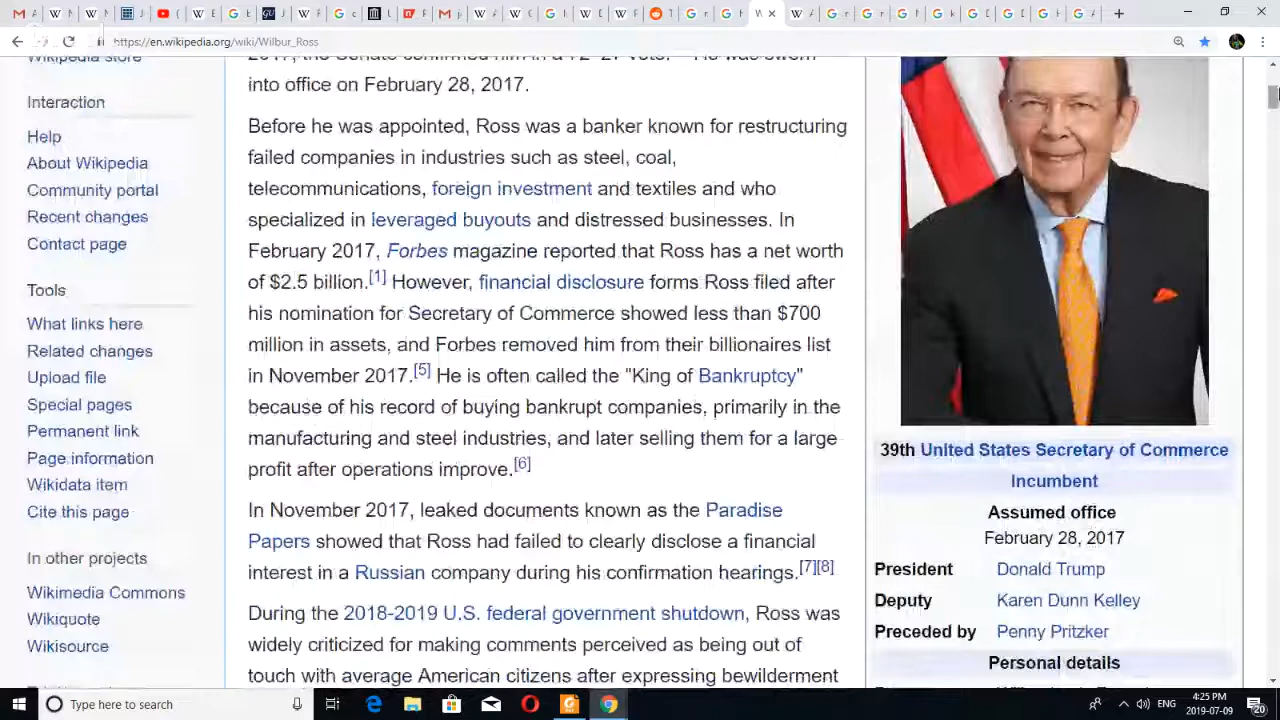 https://en.wikipedia.org/wiki/Wilbur_Ross
Wikipedia store
Interaction
Help
About Wikipedia
Community portal
Recent changes
Contact page
Tools
What links here
Related changes
Upload file
Special pages
Permanent link
Page information
Wikidata item
Cite this page
In other projects
Wikimedia Commons
Wikiquote
Wikisource
2017, the Senate confirmed him
into office on February 28, 2017.
Before he was appointed, Ross was a banker known for restructuring
failed companies in industries such as steel, coal,
telecommunications, foreign investment and textiles and who
specialized in leveraged buyouts and distressed businesses. In
February 2017, Forbes magazine reported that Ross has a net worth
of $2.5 billion.[1] However, financial disclosure forms Ross filed after
his nomination for Secretary of Commerce showed less than $700
million in assets, and Forbes removed him from their billionaires list
in November 2017.[5] He is often called the "King of Bankruptcy"
because of his record of buying bankrupt companies, primarily in the
manufacturing and steel industries, and later selling them for a large
profit after operations improve.[6]
In November 2017, leaked documents known as the Paradise
Papers showed that Ross had failed to clearly disclose a financial
interest in a Russian company during his confirmation hearings.[7][8]
During the 2018-2019 U.S. federal government shutdown, Ross was
widely criticized for making comments perceived as being out of
touch with average American citizens after expressing bewilderment
39th United States Secretary of Commerce
Incumbent
Assumed office
February 28, 2017
President Donald Trump
Deputy Karen Dunn Kelley
Preceded by Penny Pritzker
Personal details
Type here to search
ENG
4:25 PM
2019-07-09
20